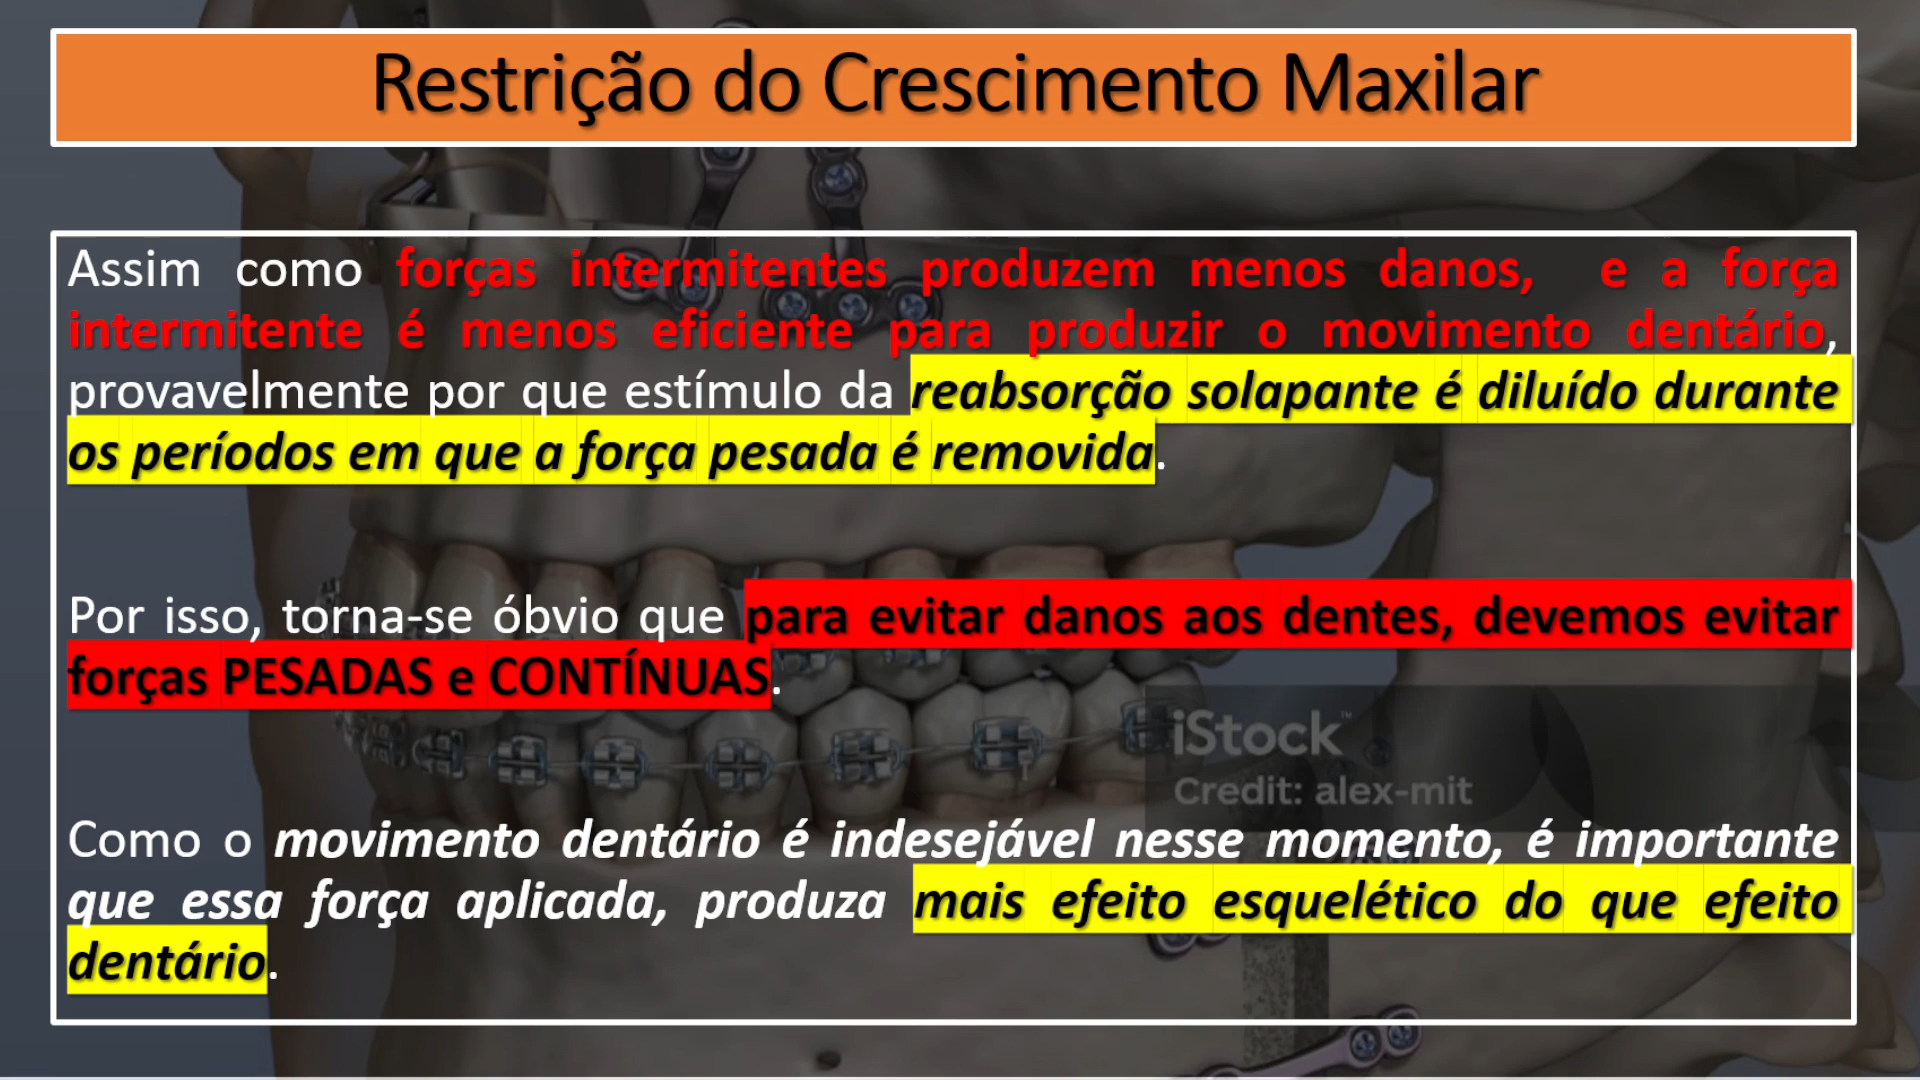 Restrição do Crescimento Maxilar
Assim como forças intermitentes produzem menos danos, e a força
intermitente é menos eficiente para produzir o movimento dentário,
provavelmente por que estímulo da reabsorção solapante é diluído durante
os períodos em que a força pesada é removida.
Por isso, torna-se óbvio que para evitar danos aos dentes, devemos evitar
forças PESADAS e CONTÍNUAS.
iStock™
Credit: alex-mit
Como o movimento dentário é indesejável nesse momento, é importante
que essa força aplicada, produza mais efeito esquelético do que efeito
dentário.